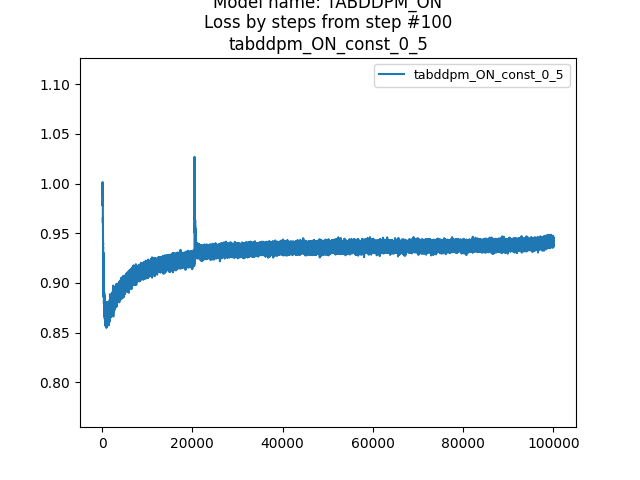 Model name: TABDDPM_ON
Loss by steps from step #100
tabddpm_ON_const_0_5
tabddpm_ON_const_0_5
1.10
1.05
1.00
0.95
0.90
0.85
0.80
0 20000 40000 60000 80000 100000